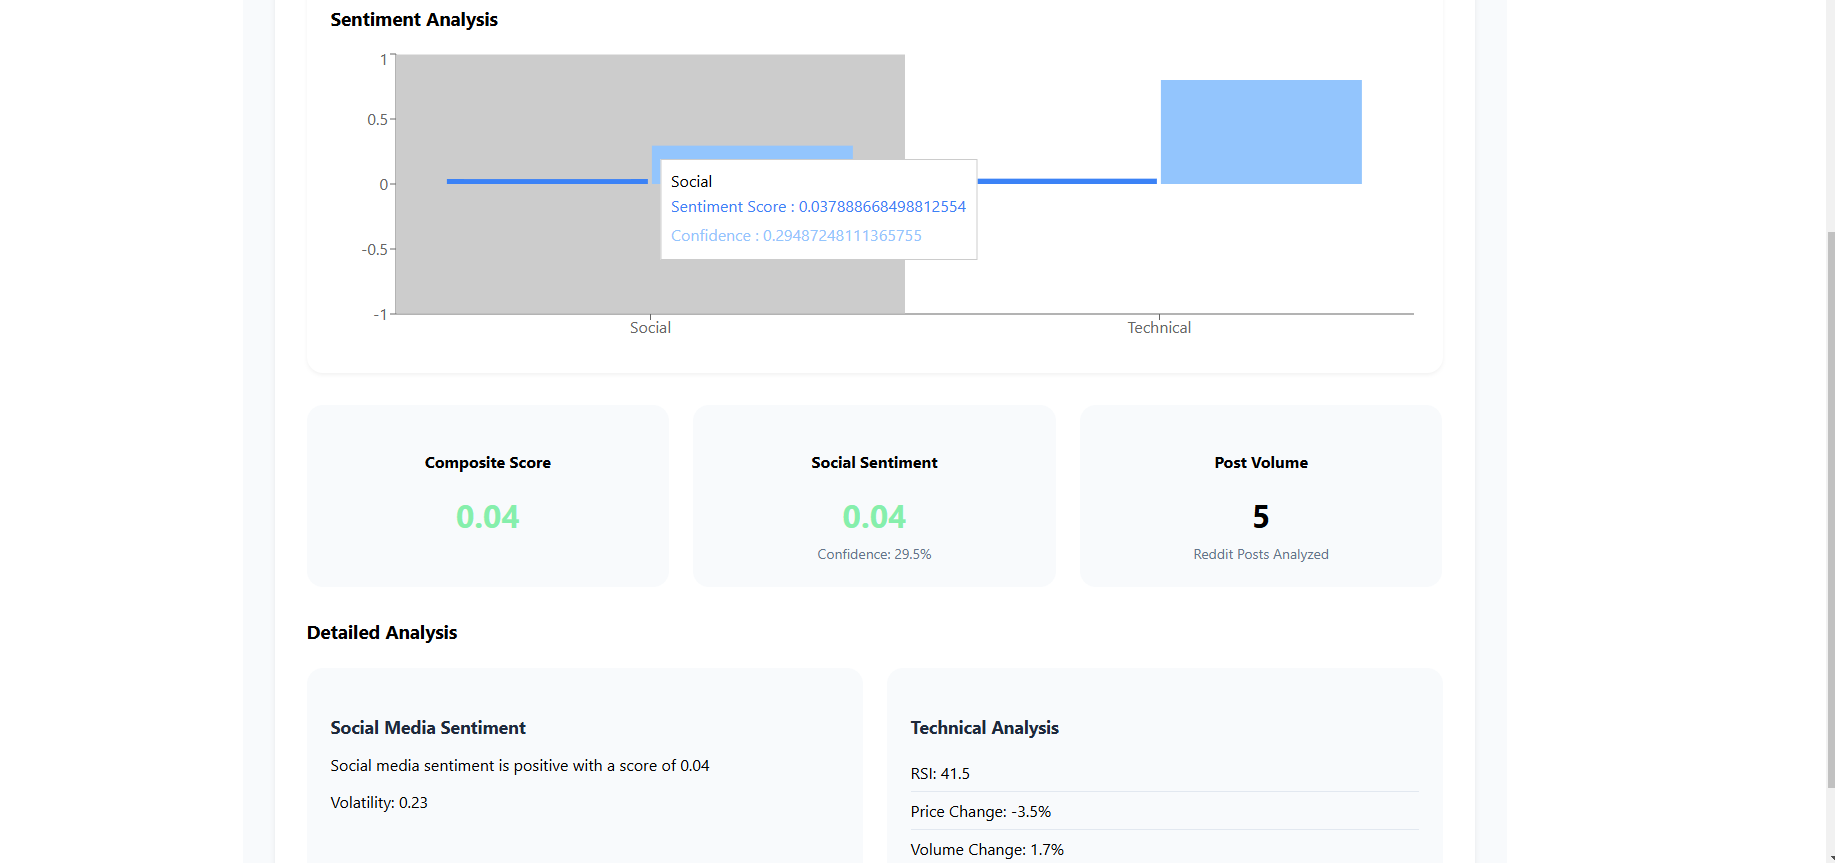 Sentiment Analysis
1
0.5
0
-0.5
-1
Social
Sentiment Score : 0.037888668498812554
Confidence : 0.29487248111365755
Social
Technical
Composite Score
0.04
Social Sentiment
0.04
Confidence: 29.5%
Post Volume
5
Reddit Posts Analyzed
Detailed Analysis
Social Media Sentiment
Social media sentiment is positive with a score of 0.04
Volatility: 0.23
Technical Analysis
RSI: 41.5
Price Change: -3.5%
Volume Change: 1.7%